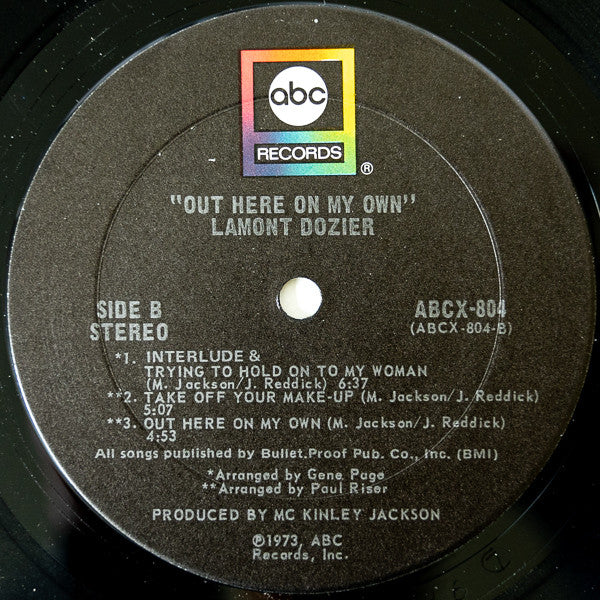 abc
RECORDS
®
"OUT HERE ON MY OWN"
LAMONT DOZIER
SIDE B
STEREO
ABCX-804
(ABCX-804-B)
*1. INTERLUDE &
TRYING TO HOLD ON TO MY WOMAN
(M. Jackson/J. Reddick) 6:37
**2. TAKE OFF YOUR MAKE-UP (M. Jackson/J. Reddick)
5:07
**3. OUT HERE ON MY OWN (M. Jackson/J. Reddick)
4:53
All songs published by Bullet.Proof Pub. Co., Inc. (BMI)
*Arranged by Gene Page
**Arranged by Paul Riser
PRODUCED BY MC KINLEY JACKSON
℗1973, ABC
Records, Inc.